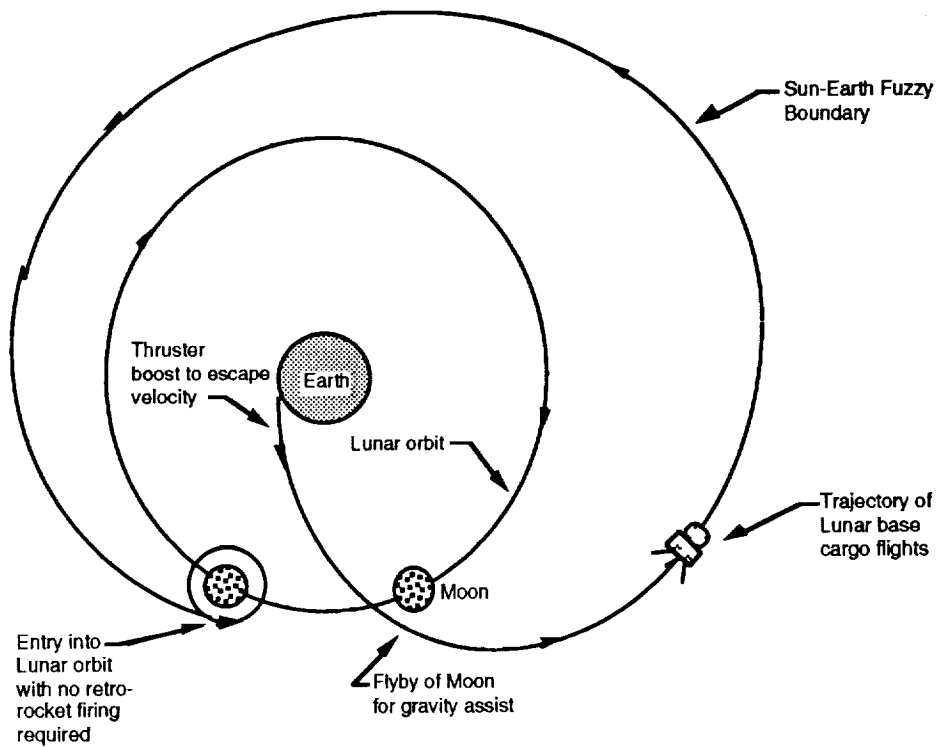 Sun-Earth Fuzzy
Boundary
Thruster
boost to escape
velocity
Earth
Lunar orbit
Trajectory of
Lunar base
cargo flights
Moon
Entry into
Lunar orbit
with no retro-
rocket firing
required
Flyby of Moon
for gravity assist